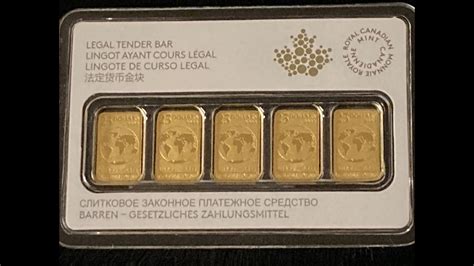 LEGAL TENDER BAR
LINGOT AYANT COURS LÉGAL
LINGOTE DE CURSO LEGAL
法定货币金块
ROYAL CANADIAN MINT
MONNAIE ROYALE CANADIENNE
СЛИТКОВОЕ ЗАКОННОЕ ПЛАТЕЖНОЕ СРЕДСТВО
BARREN – GESETZLICHES ZAHLUNGSMITTEL